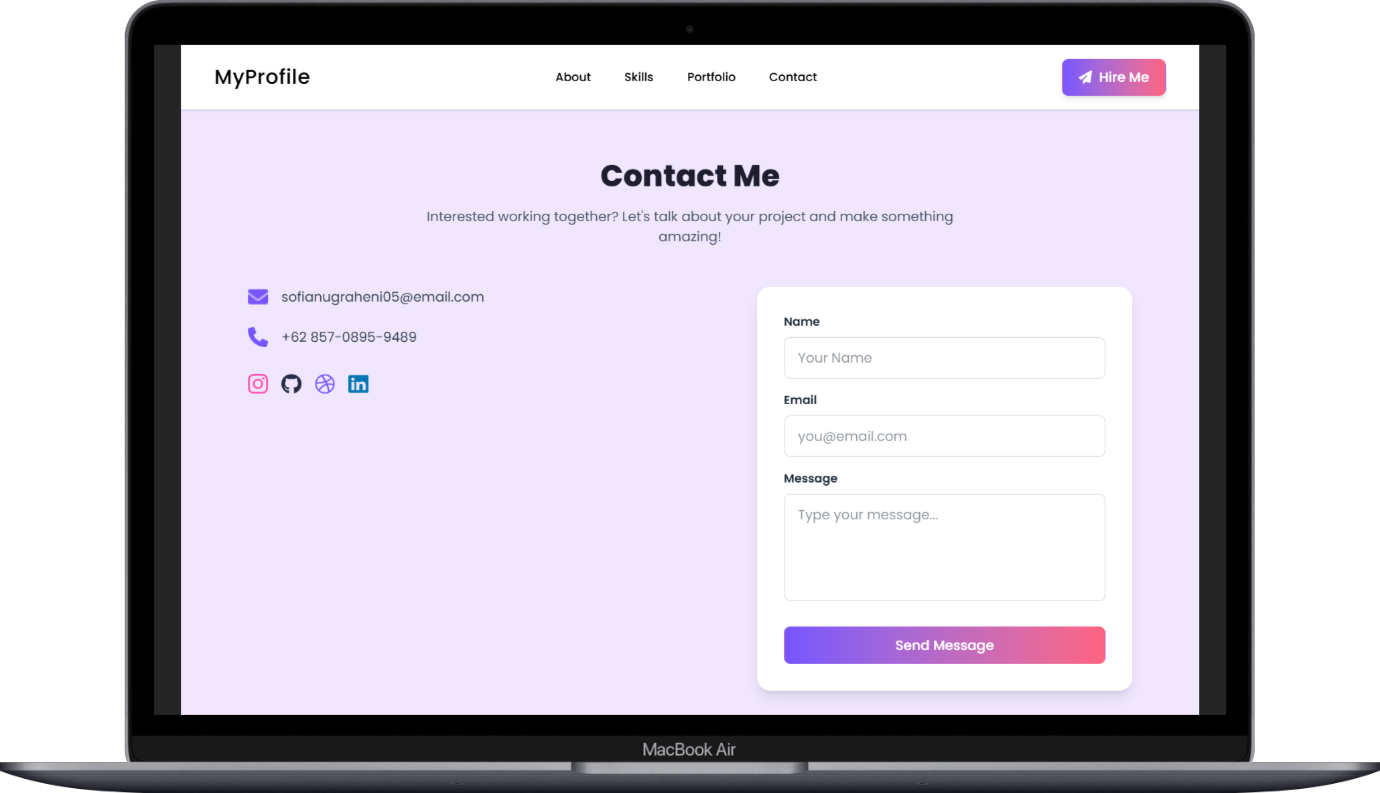 MyProfile
About
Skills
Portfolio
Contact
Hire Me
Contact Me
Interested working together? Let's talk about your project and make something
amazing!
sofianugraheni05@email.com
+62 857-0895-9489
in
Name
Your Name
Email
you@email.com
Message
Type your message...
Send Message
MacBook Air